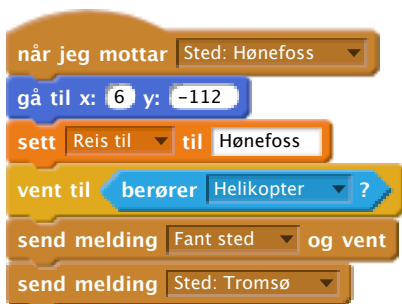 når jeg mottar Sted: Hønefoss
gå til x: 6 y: -112
sett Reis til til Hønefoss
vent til berører Helikopter ?
send melding Fant sted og vent
send melding Sted: Tromsø